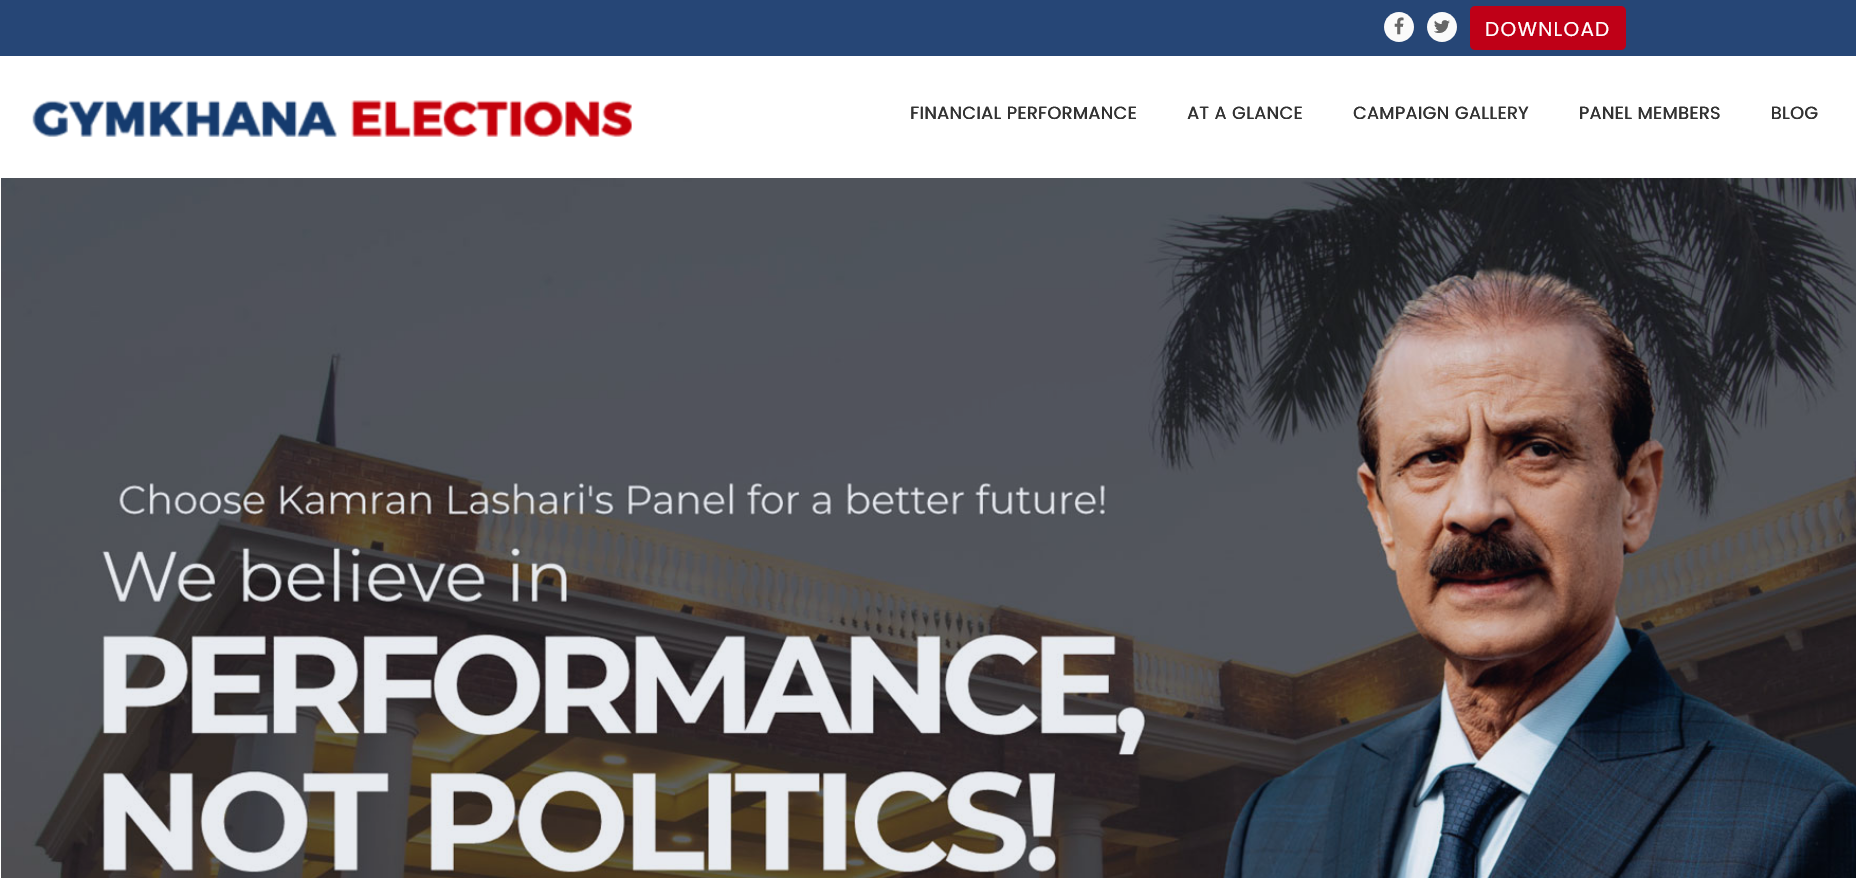 DOWNLOAD
GYMKHANA ELECTIONS
FINANCIAL PERFORMANCE
AT A GLANCE
CAMPAIGN GALLERY
PANEL MEMBERS
BLOG
Choose Kamran Lashari's Panel for a better future!
We believe in
PERFORMANCE,
NOT POLITICS!